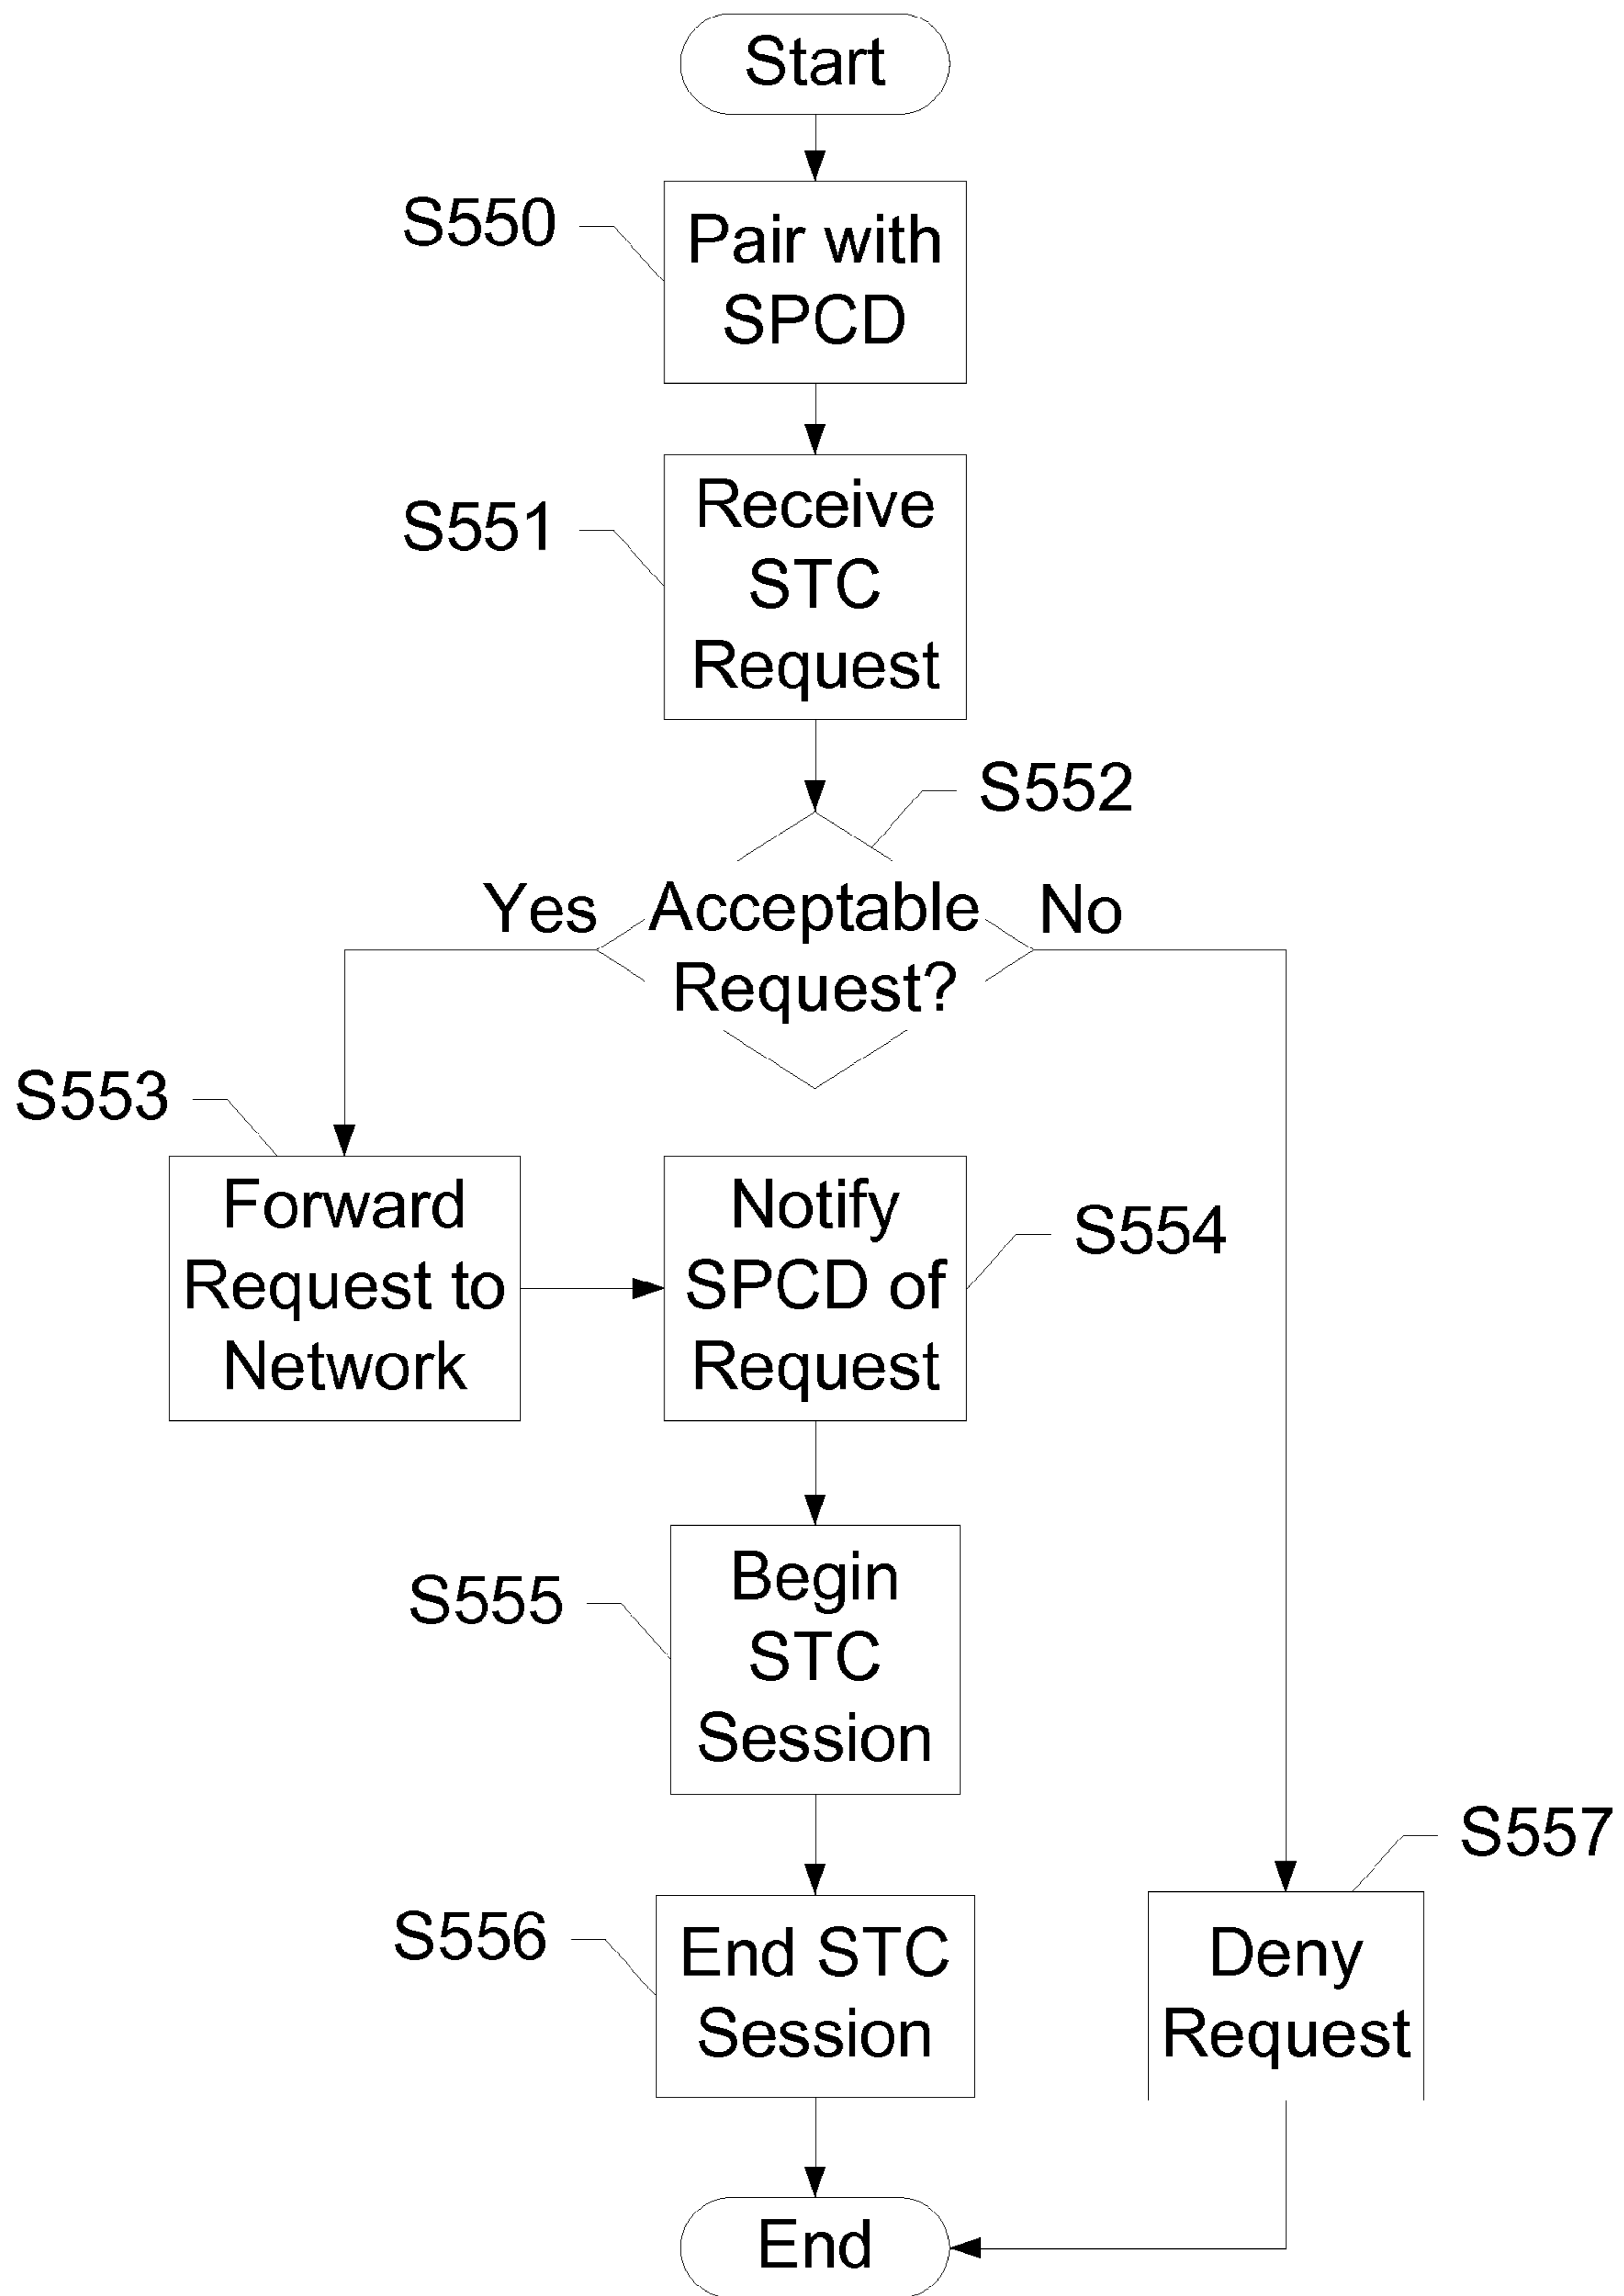 Start
S550
Pair with
SPCD
S551
Receive
STC
Request
S552
Yes
Acceptable
Request?
No
S553
Forward
Request to
Network
Notify
SPCD of
Request
S554
S555
Begin
STC
Session
S556
End STC
Session
S557
Deny
Request
End